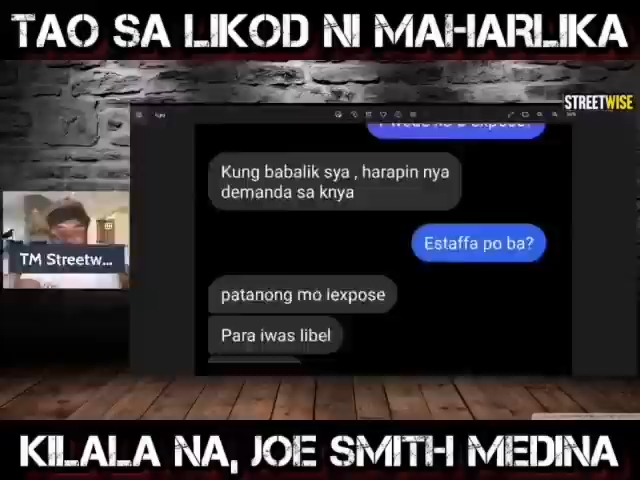 TAO SA LIKOD NI MAHARLIKA
STREETWISE
Kung babalik sya , harapin nya
demanda sa knya
Estaffa po ba?
TM Streetw...
patanong mo iexpose
Para iwas libel
KILALA NA, JOE SMITH MEDINA